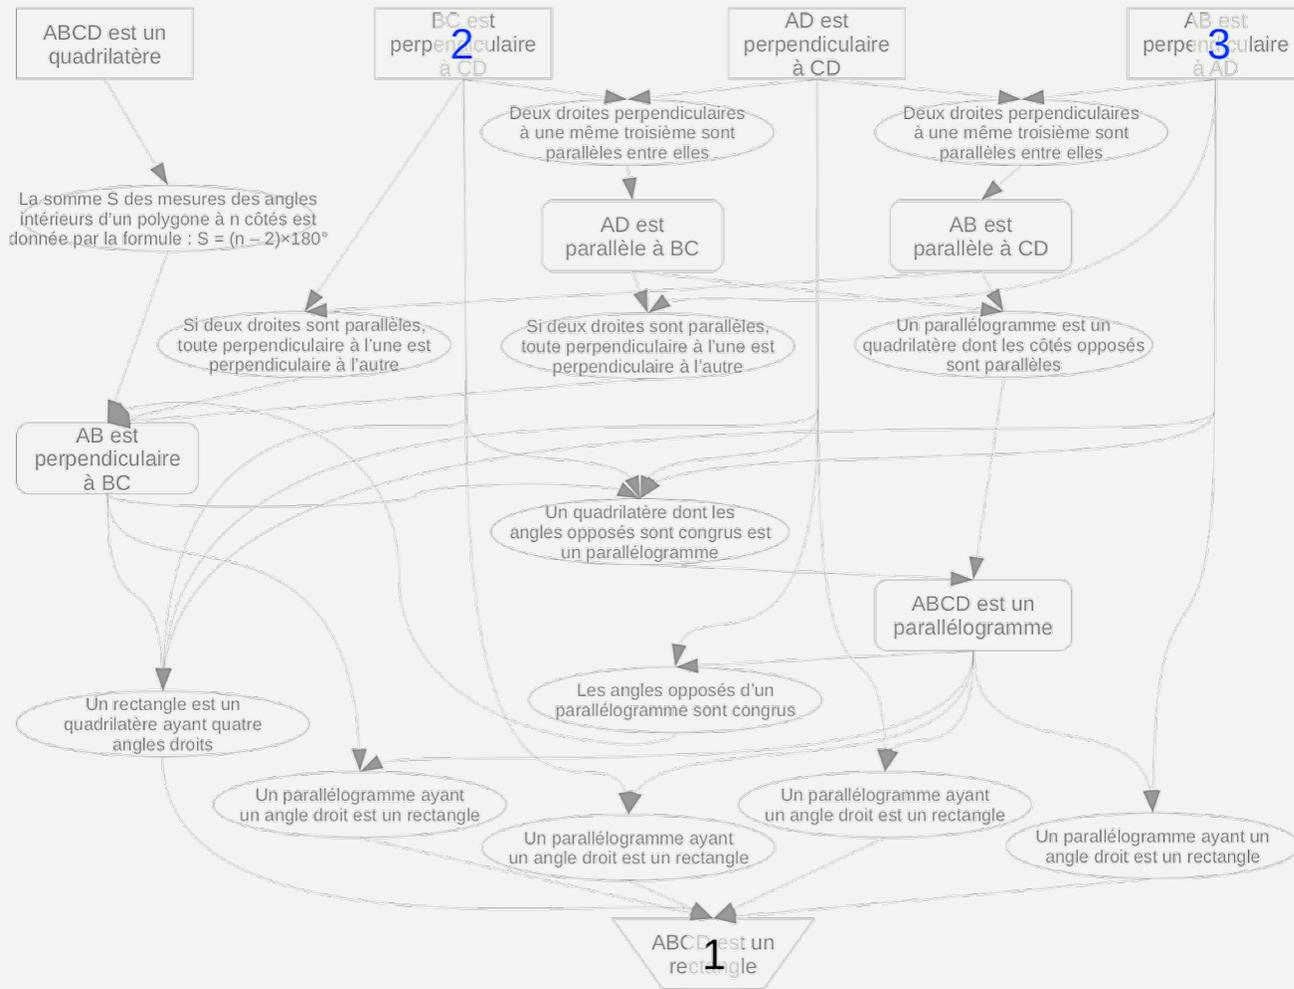 ABCD est un
quadrilatère
BC est
perpendiculaire
à CD
2
AD est
perpendiculaire
à CD
AB est
perpendiculaire
à AD
3
Deux droites perpendiculaires
à une même troisième sont
parallèles entre elles
Deux droites perpendiculaires
à une même troisième sont
parallèles entre elles
La somme S des mesures des angles
intérieurs d’un polygone à n côtés est
donnée par la formule : S = (n – 2)×180°
AD est
parallèle à BC
AB est
parallèle à CD
Si deux droites sont parallèles,
toute perpendiculaire à l’une est
perpendiculaire à l’autre
Si deux droites sont parallèles,
toute perpendiculaire à l’une est
perpendiculaire à l’autre
Un parallélogramme est un
quadrilatère dont les côtés opposés
sont parallèles
AB est
perpendiculaire
à BC
Un quadrilatère dont les
angles opposés sont congrus est
un parallélogramme
ABCD est un
parallélogramme
Un rectangle est un
quadrilatère ayant quatre
angles droits
Les angles opposés d’un
parallélogramme sont congrus
Un parallélogramme ayant
un angle droit est un rectangle
Un parallélogramme ayant
un angle droit est un rectangle
Un parallélogramme ayant
un angle droit est un rectangle
Un parallélogramme ayant un
angle droit est un rectangle
ABCD est un
rectangle
1